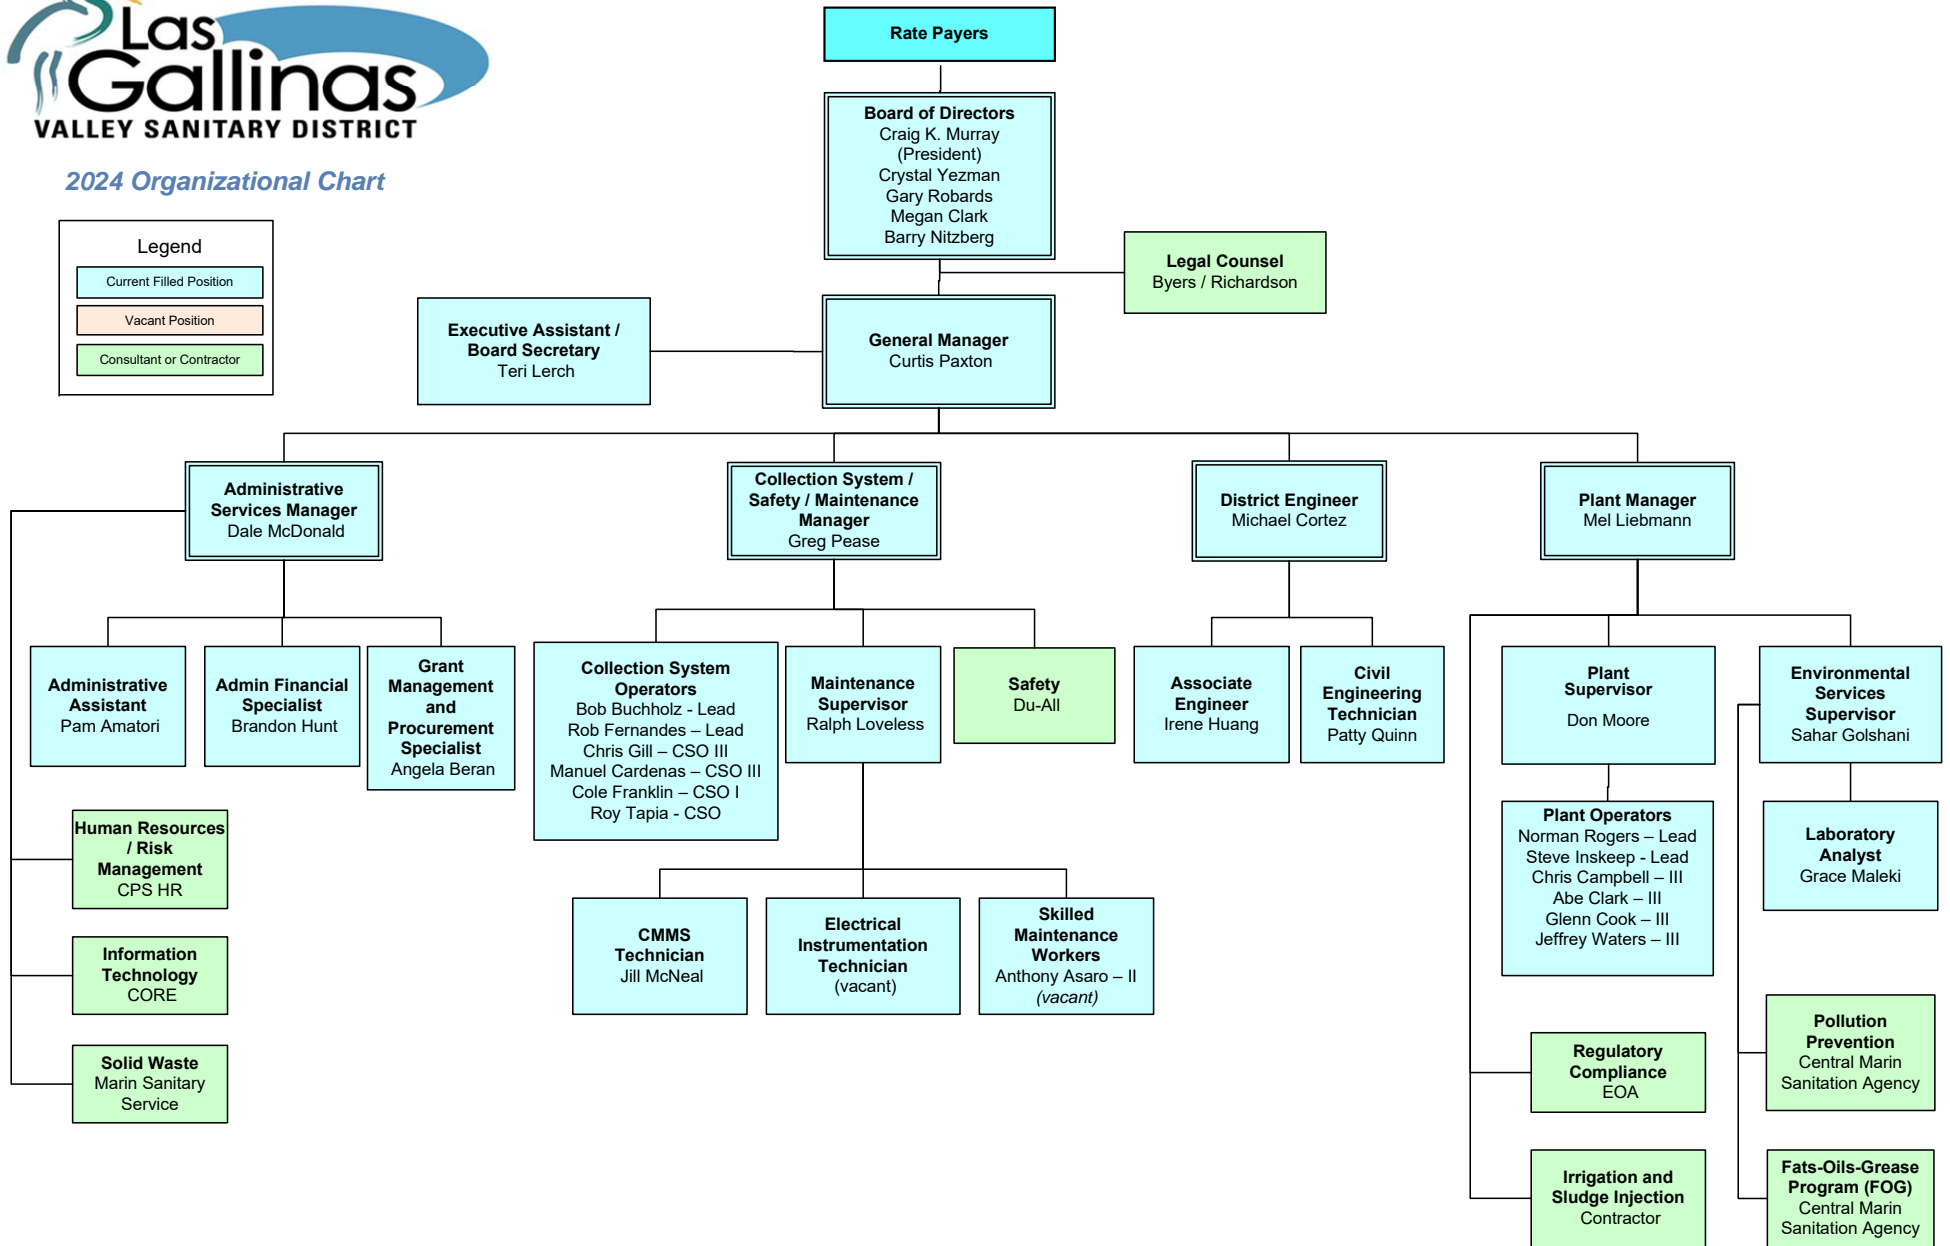 Las
Gallinas
VALLEY SANITARY DISTRICT
2024 Organizational Chart
Legend
Current Filled Position
Vacant Position
Consultant or Contractor
Rate Payers
Board of Directors
Craig K. Murray
(President)
Crystal Yezman
Gary Robards
Megan Clark
Barry Nitzberg
Legal Counsel
Byers / Richardson
Executive Assistant /
Board Secretary
Teri Lerch
General Manager
Curtis Paxton
Administrative
Services Manager
Dale McDonald
Collection System /
Safety / Maintenance
Manager
Greg Pease
District Engineer
Michael Cortez
Plant Manager
Mel Liebmann
Administrative
Assistant
Pam Amatori
Admin Financial
Specialist
Brandon Hunt
Grant
Management
and
Procurement
Specialist
Angela Beran
Collection System
Operators
Bob Buchholz - Lead
Rob Fernandes – Lead
Chris Gill – CSO III
Manuel Cardenas – CSO III
Cole Franklin – CSO I
Roy Tapia - CSO
Maintenance
Supervisor
Ralph Loveless
Safety
Du-All
Associate
Engineer
Irene Huang
Civil
Engineering
Technician
Patty Quinn
Plant
Supervisor
Don Moore
Environmental
Services
Supervisor
Sahar Golshani
Human Resources
/ Risk
Management
CPS HR
Information
Technology
CORE
Solid Waste
Marin Sanitary
Service
CMMS
Technician
Jill McNeal
Electrical
Instrumentation
Technician
(vacant)
Skilled
Maintenance
Workers
Anthony Asaro – II
(vacant)
Plant Operators
Norman Rogers – Lead
Steve Inskeep - Lead
Chris Campbell – III
Abe Clark – III
Glenn Cook – III
Jeffrey Waters – III
Laboratory
Analyst
Grace Maleki
Regulatory
Compliance
EOA
Pollution
Prevention
Central Marin
Sanitation Agency
Irrigation and
Sludge Injection
Contractor
Fats-Oils-Grease
Program (FOG)
Central Marin
Sanitation Agency